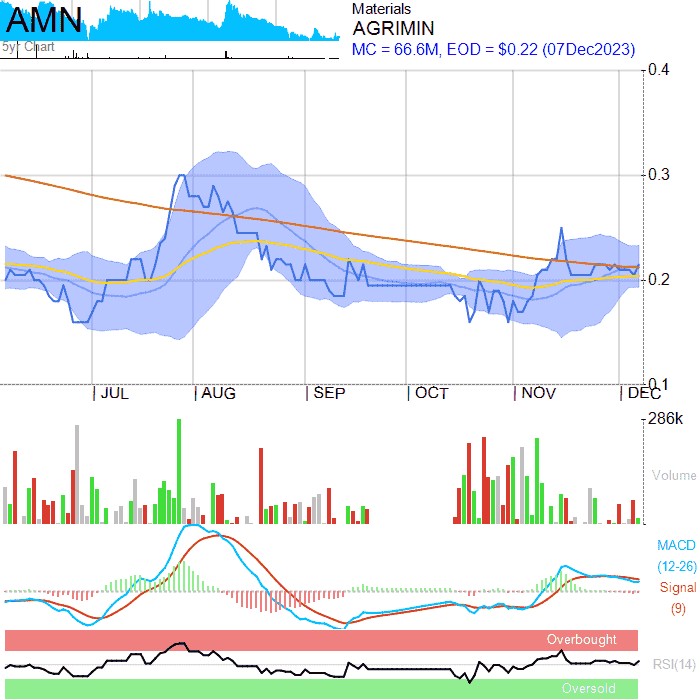 AMN
5yr Chart
Materials
AGRIMIN
MC = 66.6M, EOD = $0.22 (07Dec2023)
0.4
0.3
0.2
0.1
JUL AUG SEP OCT NOV DEC
286k
Volume
MACD
(12-26)
Signal
(9)
Overbought
RSI(14)
Oversold